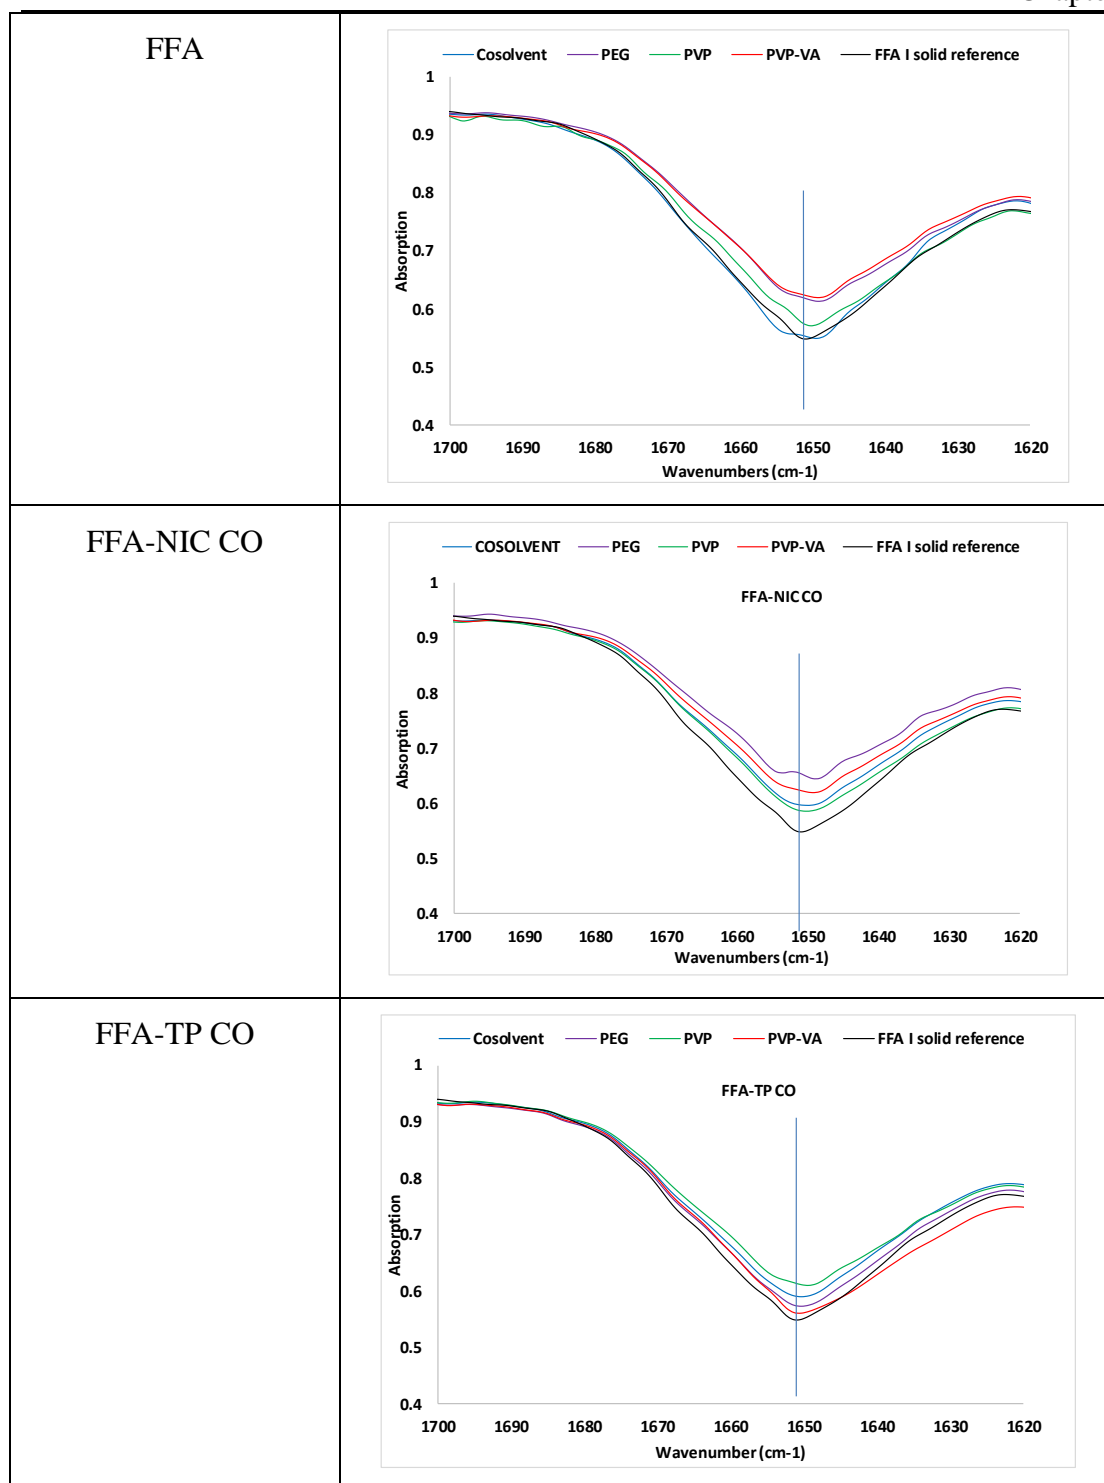 FFA
Cosolvent PEG PVP PVP-VA FFA I solid reference
1
0.9
0.8
0.7
0.6
0.5
0.4
Absorption
1700 1690 1680 1670 1660 1650 1640 1630 1620
Wavenumbers (cm-1)
FFA-NIC CO
COSOLVENT PEG PVP PVP-VA FFA I solid reference
FFA-NIC CO
1
0.9
0.8
0.7
0.6
0.5
0.4
Absorption
1700 1690 1680 1670 1660 1650 1640 1630 1620
Wavenumbers (cm-1)
FFA-TP CO
Cosolvent PEG PVP PVP-VA FFA I solid reference
FFA-TP CO
1
0.9
0.8
0.7
0.6
0.5
0.4
Absorption
1700 1690 1680 1670 1660 1650 1640 1630 1620
Wavenumber (cm-1)